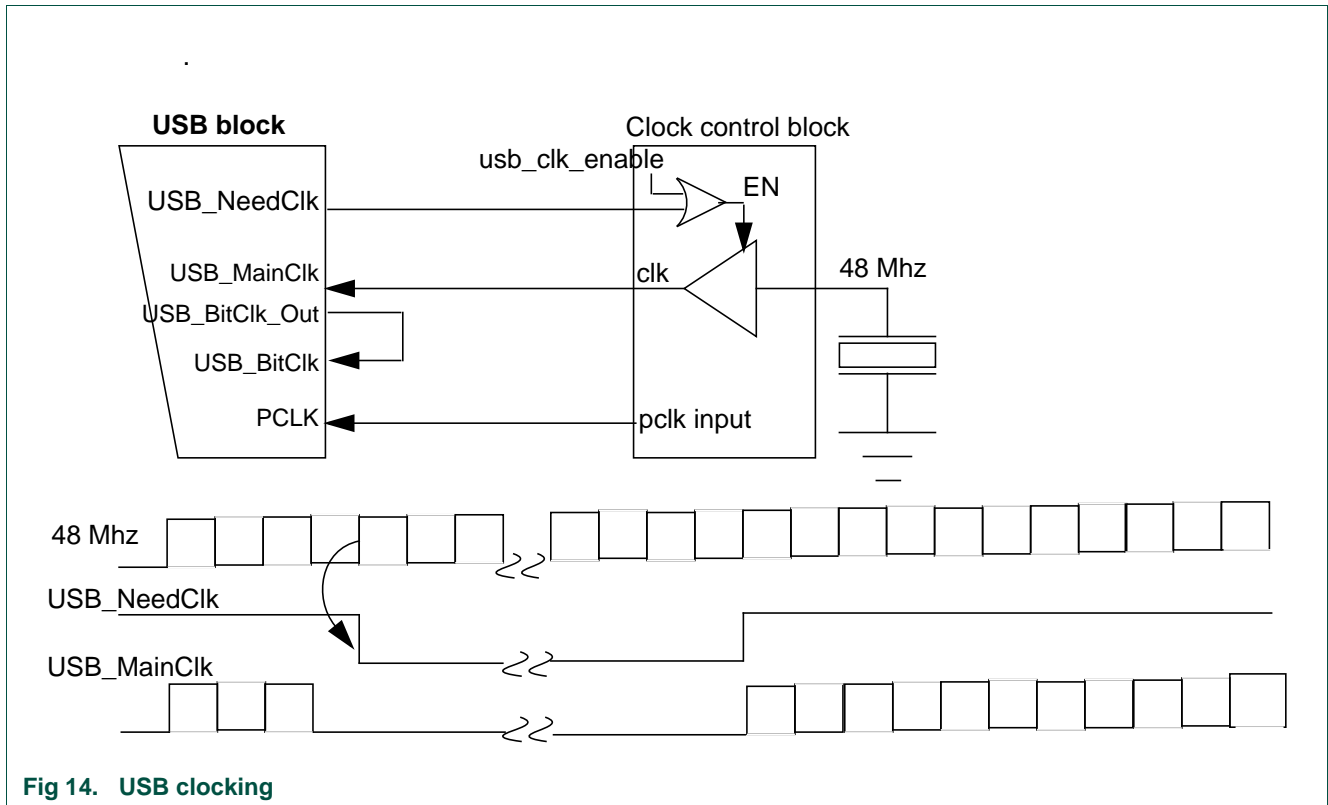 .
USB block
Clock control block
usb_clk_enable
EN
USB_NeedClk
USB_MainClk
clk
48 Mhz
USB_BitClk_Out
USB_BitClk
PCLK
pclk input
48 Mhz
USB_NeedClk
USB_MainClk
Fig 14. USB clocking